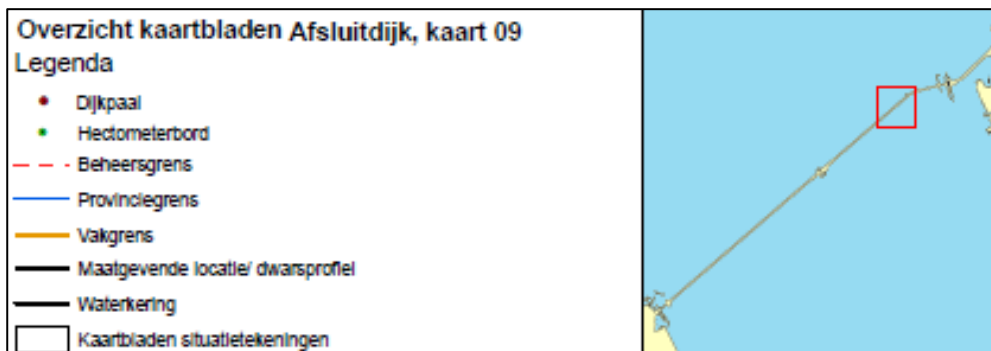 Overzicht kaartbladen Afsluitdijk, kaart 09
Legenda
Dijkpaal
Hectometerbord
Beheersgrens
Provinciegrens
Vakgrens
Maatgevende locatie/ dwarsprofiel
Waterkering
Kaartbladen situatietekeningen